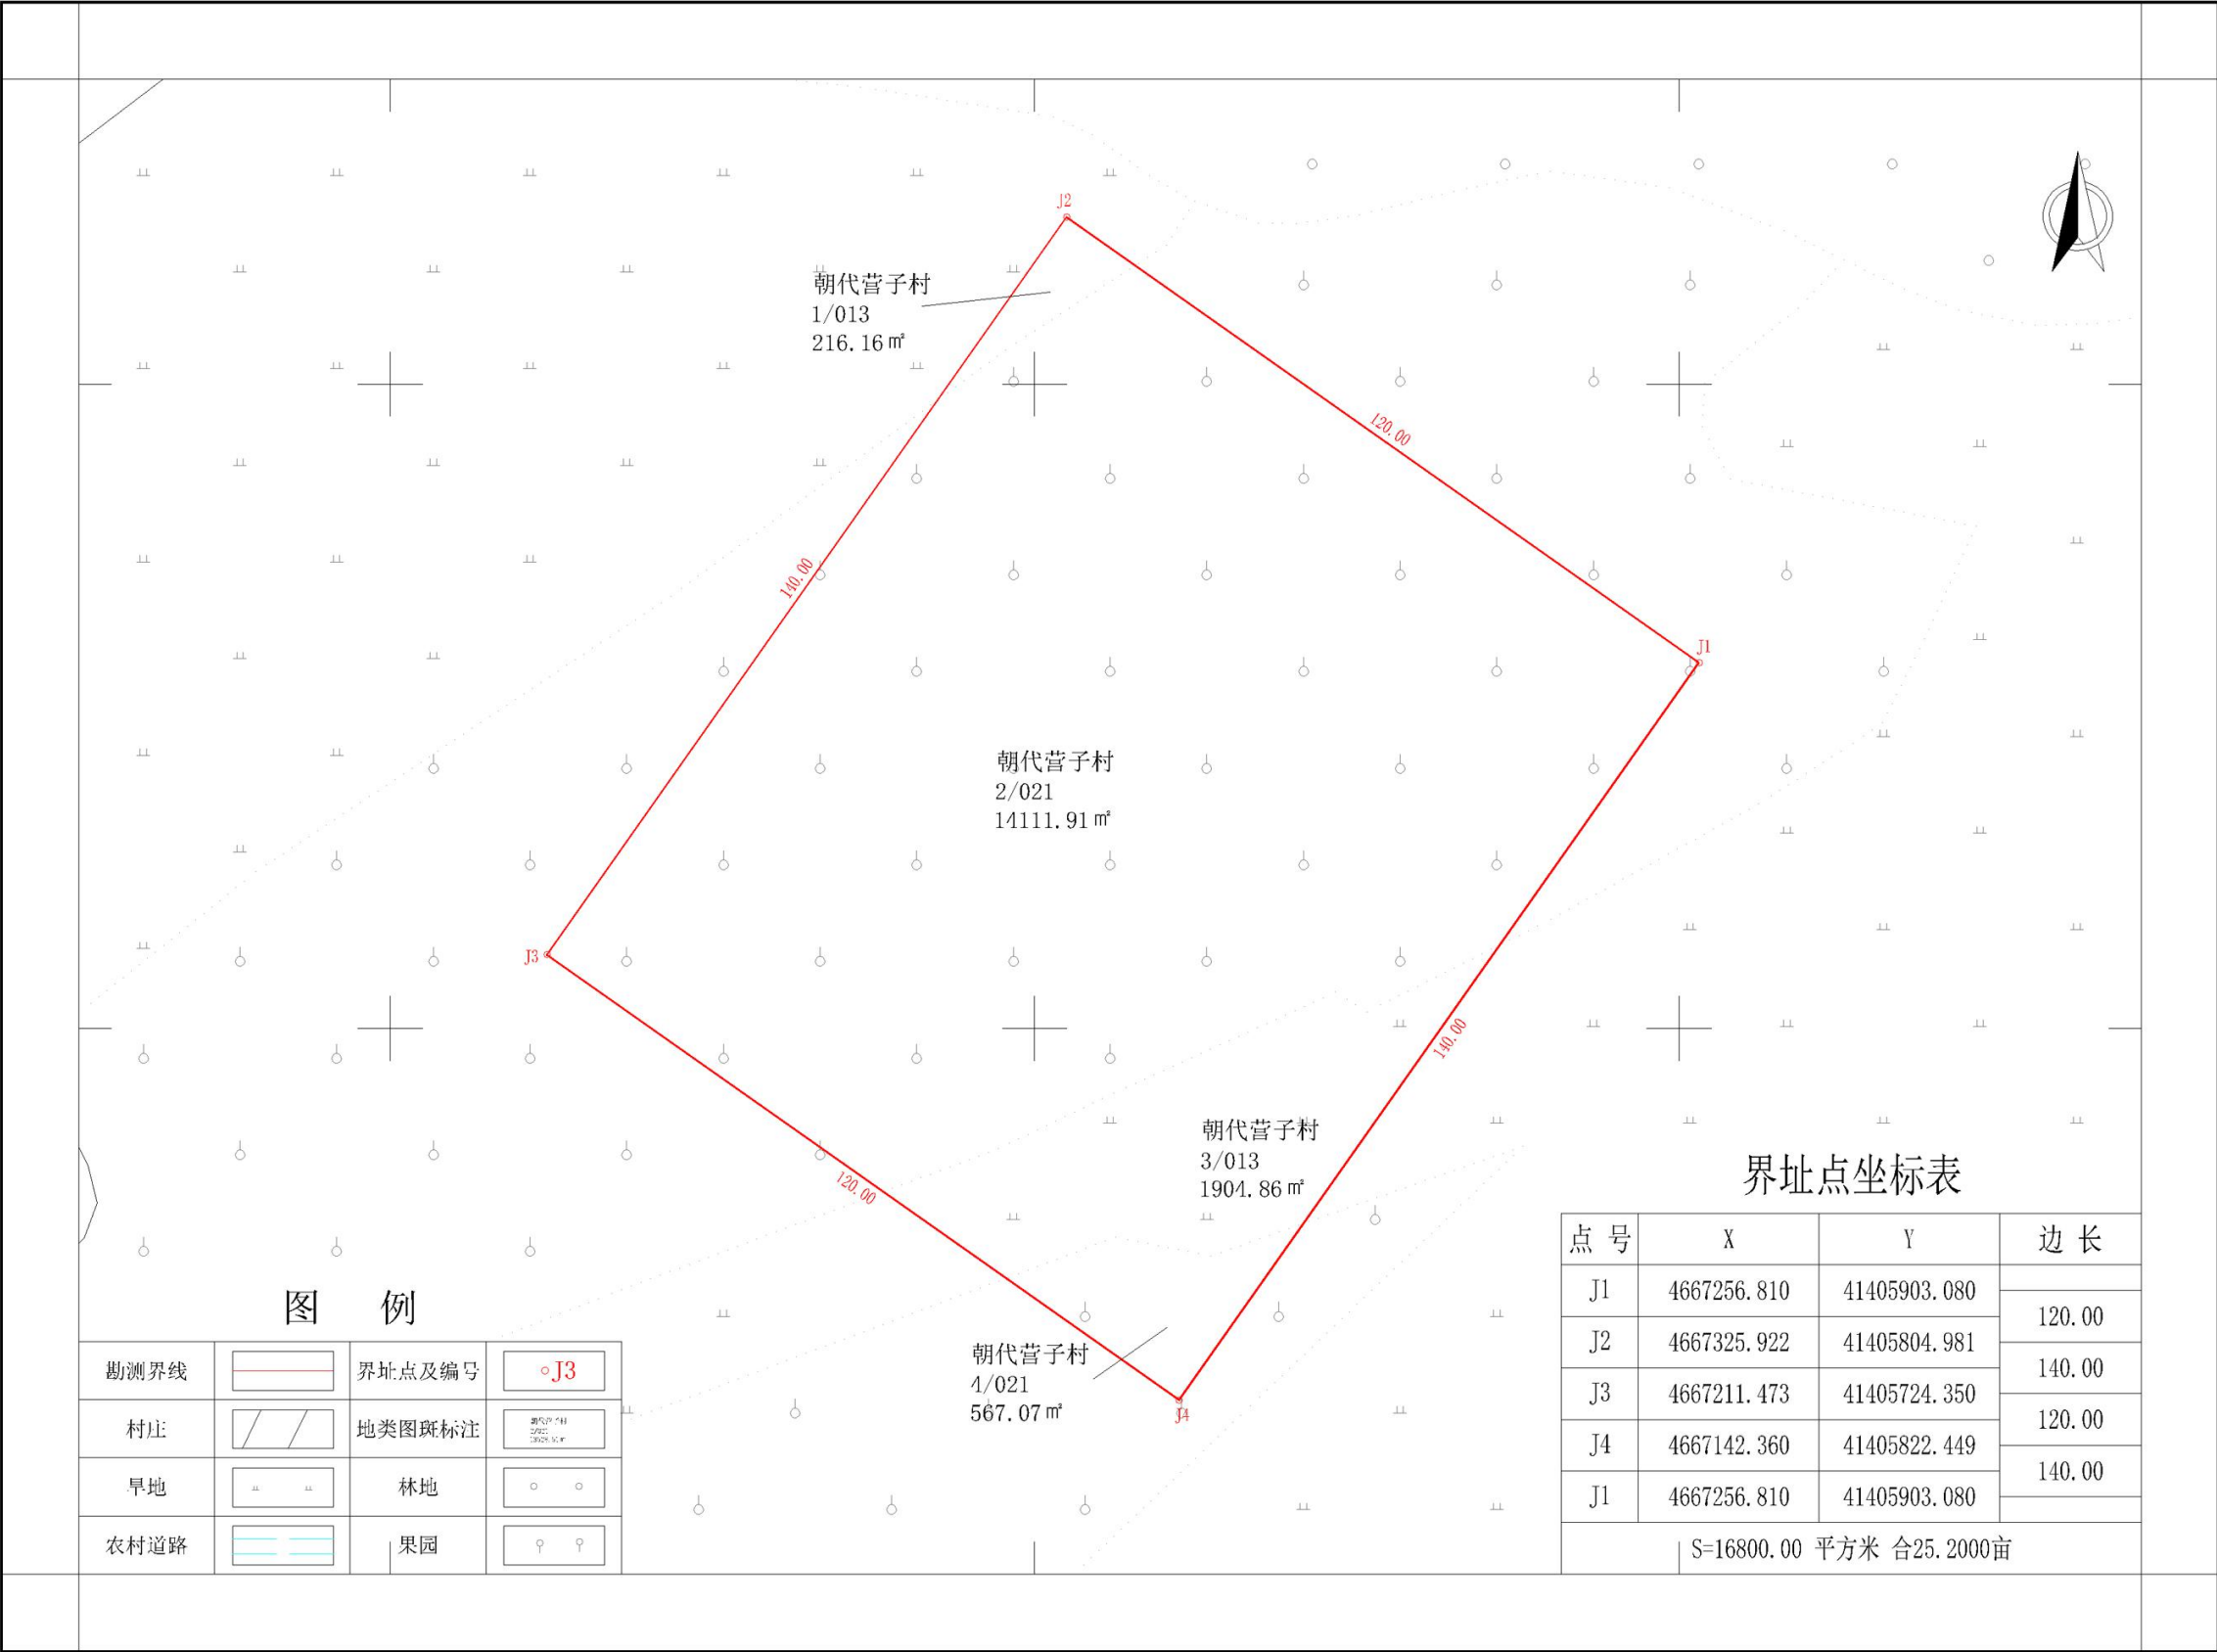 J2
朝代营子村
1/013
216.16㎡
120.00
140.00
J1
朝代营子村
2/021
14111.91㎡
J3
140.00
朝代营子村
3/013
1904.86㎡
120.00
朝代营子村
4/021
567.07㎡
J4
图 例
勘测界线 界址点及编号 J3
村庄 地类图斑标注
旱地 林地
农村道路 果园
界址点坐标表
点 号 X Y 边 长
J1 4667256.810 41405903.080
120.00
J2 4667325.922 41405804.981
140.00
J3 4667211.473 41405724.350
120.00
J4 4667142.360 41405822.449
140.00
J1 4667256.810 41405903.080
S=16800.00 平方米 合25.2000亩